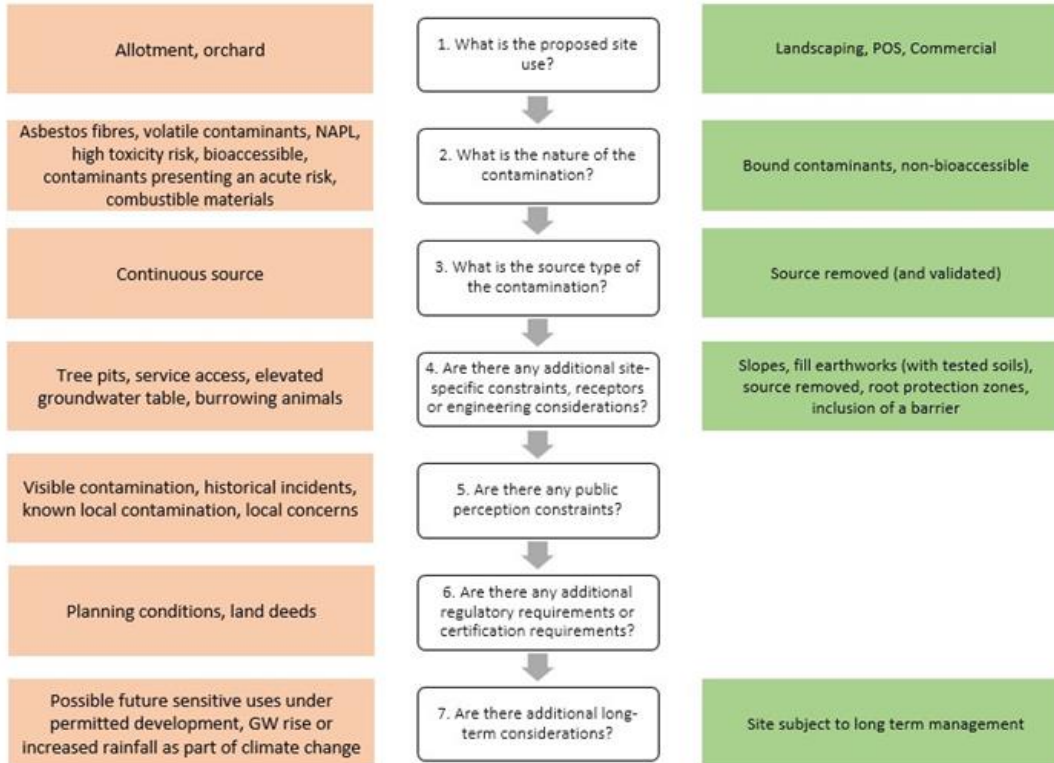 Allotment, orchard
1. What is the proposed site
use?
Landscaping, POS, Commercial
Asbestos fibres, volatile contaminants, NAPL,
high toxicity risk, bioaccessible,
contaminants presenting an acute risk,
combustible materials
2. What is the nature of the
contamination?
Bound contaminants, non-bioaccessible
Continuous source
3. What is the source type of
the contamination?
Source removed (and validated)
Tree pits, service access, elevated
groundwater table, burrowing animals
4. Are there any additional site-
specific constraints, receptors
or engineering considerations?
Slopes, fill earthworks (with tested soils),
source removed, root protection zones,
inclusion of a barrier
Visible contamination, historical incidents,
known local contamination, local concerns
5. Are there any public
perception constraints?
Planning conditions, land deeds
6. Are there any additional
regulatory requirements or
certification requirements?
Possible future sensitive uses under
permitted development, GW rise or
increased rainfall as part of climate change
7. Are there additional long-
term considerations?
Site subject to long term management